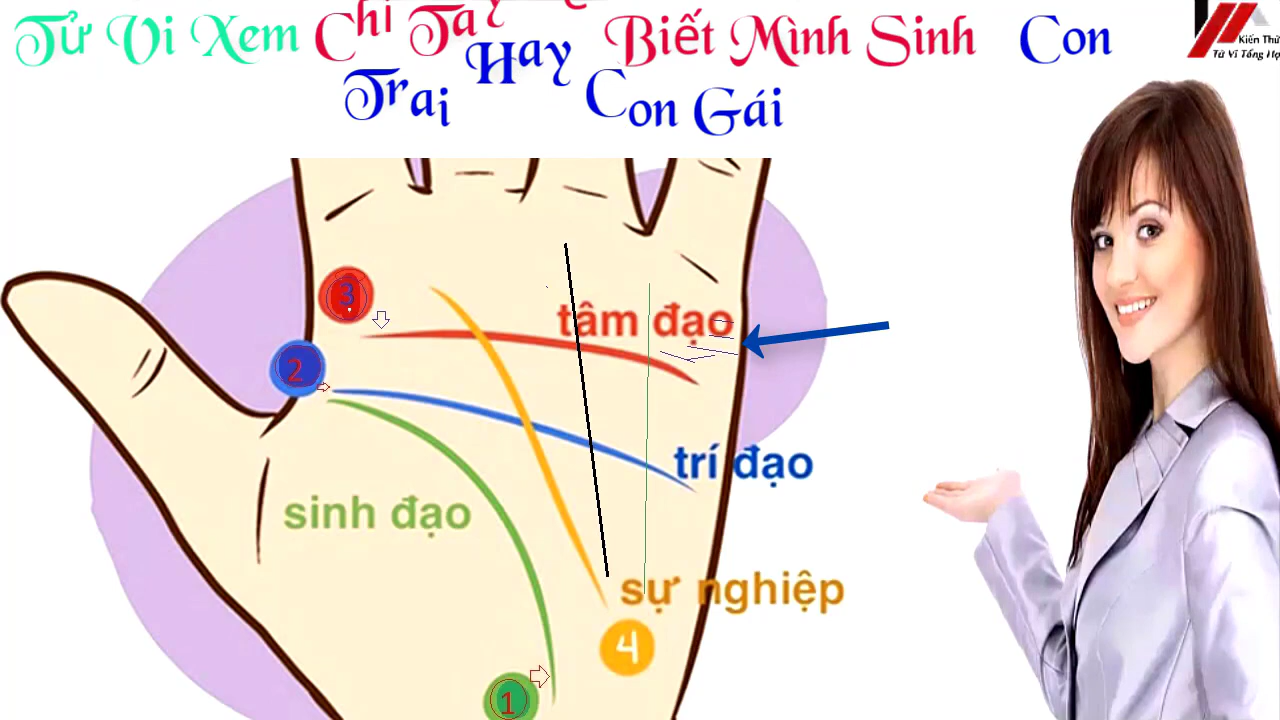 Tử Vi Xem Chỉ Tay Hay Biết Mình Sinh Con
Trai Con Gái
Kiến Thứ
Tử Vi Tổng Hợ
3
tâm đạo
2
trí đạo
sinh đạo
sự nghiệp
4
1